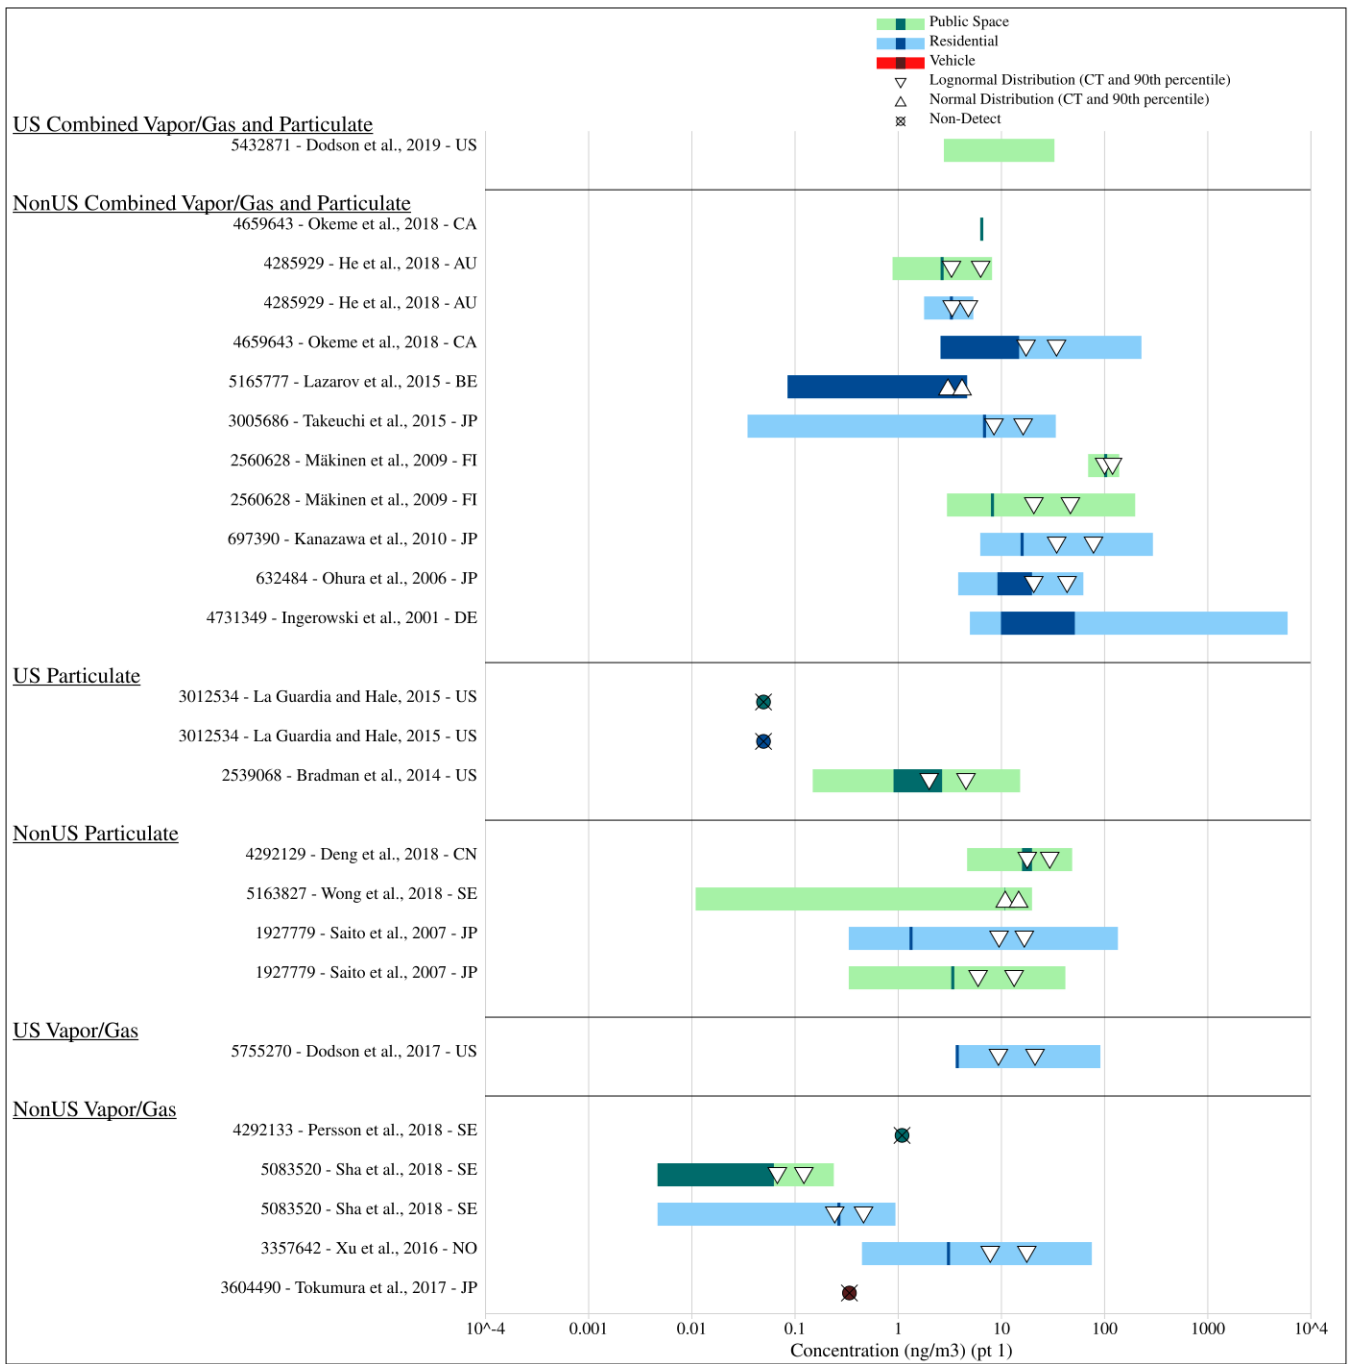 Public Space
Residential
Vehicle
Lognormal Distribution (CT and 90th percentile)
Normal Distribution (CT and 90th percentile)
Non-Detect
US Combined Vapor/Gas and Particulate
5432871 - Dodson et al., 2019 - US
NonUS Combined Vapor/Gas and Particulate
4659643 - Okeme et al., 2018 - CA
4285929 - He et al., 2018 - AU
4285929 - He et al., 2018 - AU
4659643 - Okeme et al., 2018 - CA
5165777 - Lazarov et al., 2015 - BE
3005686 - Takeuchi et al., 2015 - JP
2560628 - Mäkinen et al., 2009 - FI
2560628 - Mäkinen et al., 2009 - FI
697390 - Kanazawa et al., 2010 - JP
632484 - Ohura et al., 2006 - JP
4731349 - Ingerowski et al., 2001 - DE
US Particulate
3012534 - La Guardia and Hale, 2015 - US
3012534 - La Guardia and Hale, 2015 - US
2539068 - Bradman et al., 2014 - US
NonUS Particulate
4292129 - Deng et al., 2018 - CN
5163827 - Wong et al., 2018 - SE
1927779 - Saito et al., 2007 - JP
1927779 - Saito et al., 2007 - JP
US Vapor/Gas
5755270 - Dodson et al., 2017 - US
NonUS Vapor/Gas
4292133 - Persson et al., 2018 - SE
5083520 - Sha et al., 2018 - SE
5083520 - Sha et al., 2018 - SE
3357642 - Xu et al., 2016 - NO
3604490 - Tokumura et al., 2017 - JP
10^-4 0.001 0.01 0.1 1 10 100 1000 10^4
Concentration (ng/m3) (pt 1)